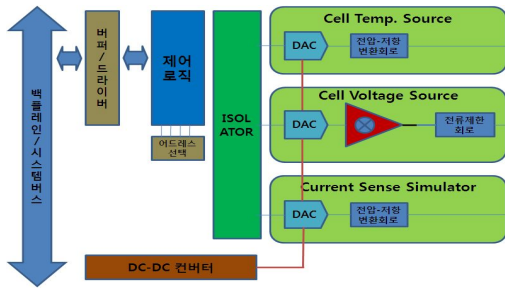 백플레인/시스템버스
버퍼/드라이버
제어
로직
어드레스
선택
ISOL
ATOR
Cell Temp. Source
DAC
전압-저항
변환회로
Cell Voltage Source
DAC
전류제한
회로
Current Sense Simulator
DAC
전압-저항
변환회로
DC-DC 컨버터